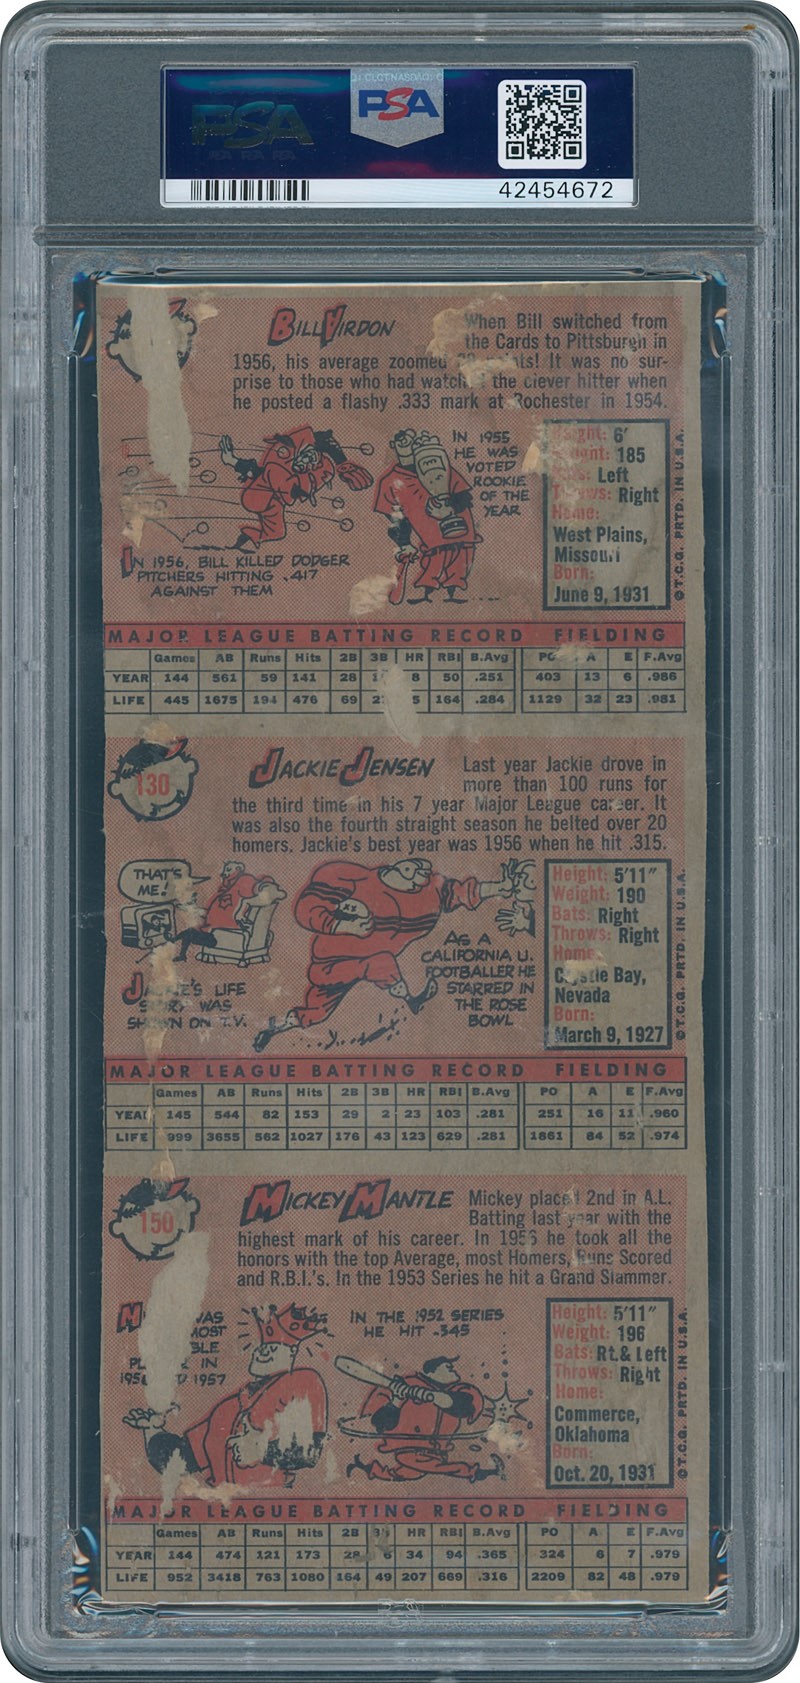 PSA
PSA
42454672
BILL VIRDON
When Bill switched from
the Cards to Pittsburgh in
1956, his average zoomed points! It was no sur-
prise to those who had watched the clever hitter when
he posted a flashy .333 mark at Rochester in 1954.
IN 1955
HE WAS
VOTED
ROOKIE
OF THE
YEAR
IN 1956, BILL KILLED DODGER
PITCHERS HITTING .417
AGAINST THEM
Height: 6'
Weight: 185
Bats: Left
Throws: Right
Home:
West Plains,
Missouri
Born:
June 9, 1931
©T.C.G. PRTD. IN U.S.A.
MAJOR LEAGUE BATTING RECORD FIELDING
Games AB Runs Hits 2B 3B HR RBI B.Avg PO A E F.Avg
YEAR 144 561 59 141 28 8 50 .251 403 13 6 .986
LIFE 445 1675 194 476 69 164 .284 1129 32 23 .981
130
JACKIE JENSEN
Last year Jackie drove in
more than 100 runs for
the third time in his 7 year Major League career. It
was also the fourth straight season he belted over 20
homers. Jackie's best year was 1956 when he hit .315.
THAT'S
ME!
JACKIE'S LIFE
STORY WAS
SHOWN ON T.V.
AS A
CALIFORNIA U.
FOOTBALLER HE
STARRED IN
THE ROSE
BOWL
Height: 5'11"
Weight: 190
Bats: Right
Throws: Right
Home:
Crystle Bay,
Nevada
Born:
March 9, 1927
©T.C.G. PRTD. IN U.S.A.
MAJOR LEAGUE BATTING RECORD FIELDING
Games AB Runs Hits 2B 3B HR RBI B.Avg PO A E F.Avg
YEAR 145 544 82 153 29 2 23 103 .281 251 16 11 .960
LIFE 999 3655 562 1027 176 43 123 629 .281 1861 84 52 .974
150
MICKEY MANTLE
Mickey placed 2nd in A.L.
Batting last year with the
highest mark of his career. In 1956 he took all the
honors with the top Average, most Homers, Runs Scored
and R.B.I.'s. In the 1953 Series he hit a Grand Slammer.
WAS
MOST
IN
1957
IN THE 1952 SERIES
HE HIT .345
Height: 5'11"
Weight: 196
Bats: Rt. & Left
Throws: Right
Home:
Commerce,
Oklahoma
Born:
Oct. 20, 1931
©T.C.G. PRTD. IN U.S.A.
MAJOR LEAGUE BATTING RECORD FIELDING
Games AB Runs Hits 2B 3B HR RBI B.Avg PO A E F.Avg
YEAR 144 474 121 173 28 6 34 94 .365 324 6 7 .979
LIFE 952 3418 763 1080 164 49 207 669 .316 2209 82 48 .979